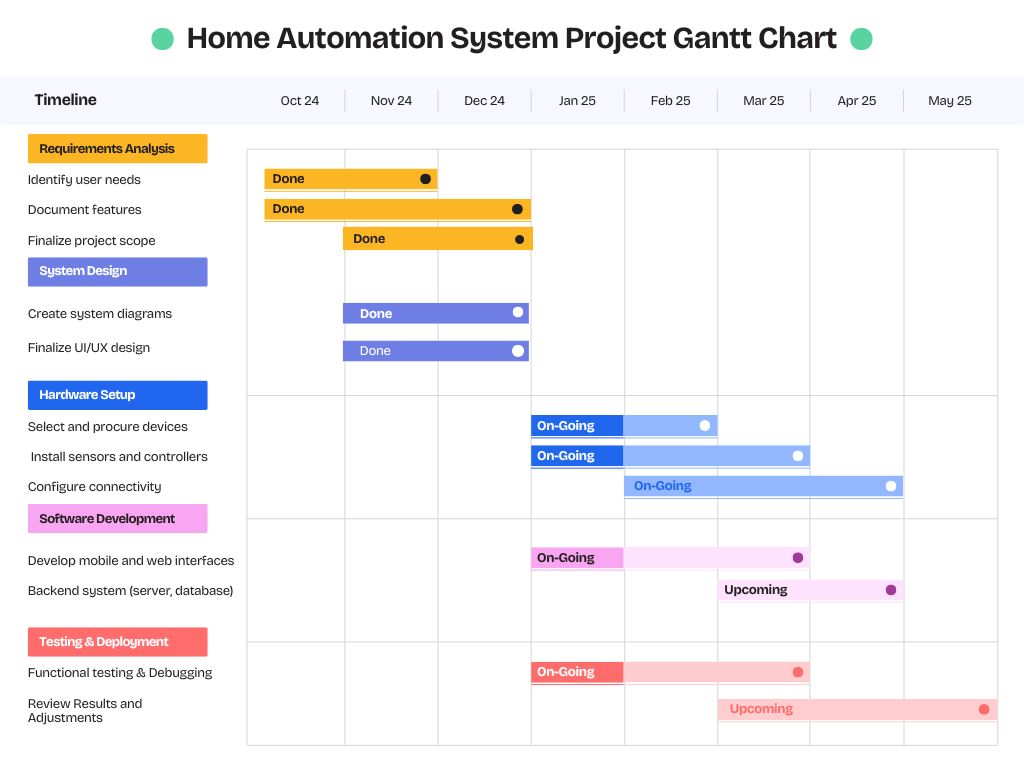 Home Automation System Project Gantt Chart
Timeline Oct 24 Nov 24 Dec 24 Jan 25 Feb 25 Mar 25 Apr 25 May 25
Requirements Analysis
Identify user needs Done
Document features Done
Finalize project scope Done
System Design
Create system diagrams Done
Finalize UI/UX design Done
Hardware Setup
Select and procure devices On-Going
Install sensors and controllers On-Going
Configure connectivity On-Going
Software Development
Develop mobile and web interfaces On-Going
Backend system (server, database) Upcoming
Testing & Deployment
Functional testing & Debugging On-Going
Review Results and
Adjustments Upcoming